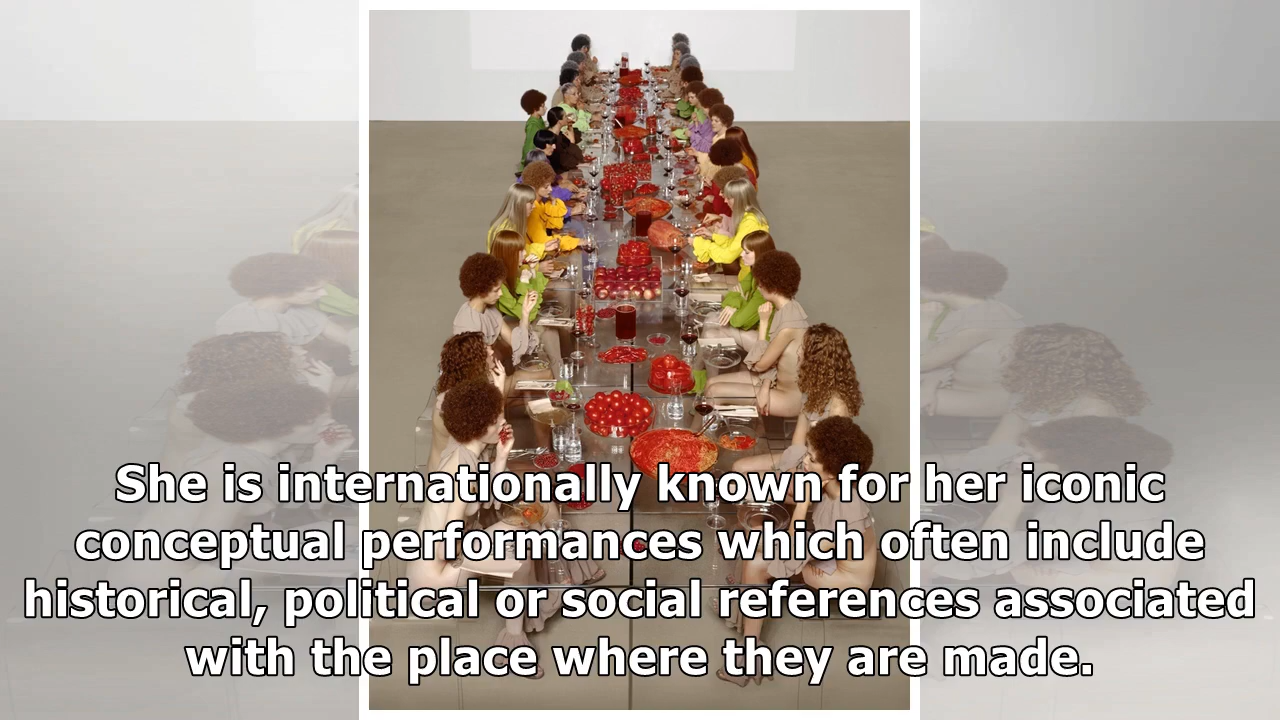 She is internationally known for her iconic
conceptual performances which often include
historical, political or social references associated
with the place where they are made.